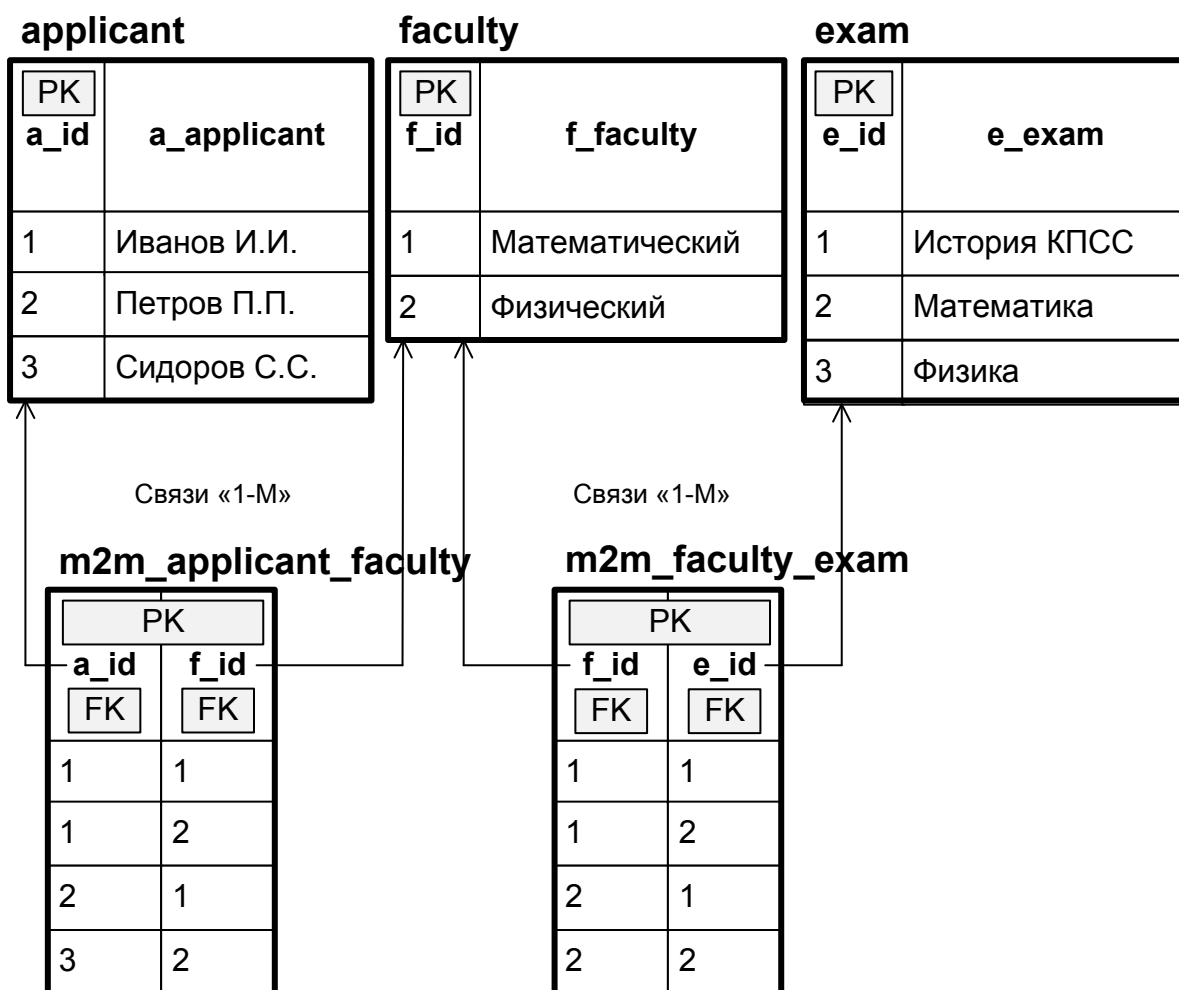 applicant faculty exam
PK PK PK
a_id a_applicant f_id f_faculty e_id e_exam
1 Иванов И.И. 1 Математический 1 История КПСС
2 Петров П.П. 2 Физический 2 Математика
3 Сидоров С.С. 3 Физика
Связи «1-М» Связи «1-М»
m2m_applicant_faculty m2m_faculty_exam
PK PK
a_id f_id f_id e_id
FK FK FK FK
1 1 1 1
1 2 1 2
2 1 2 1
3 2 2 2